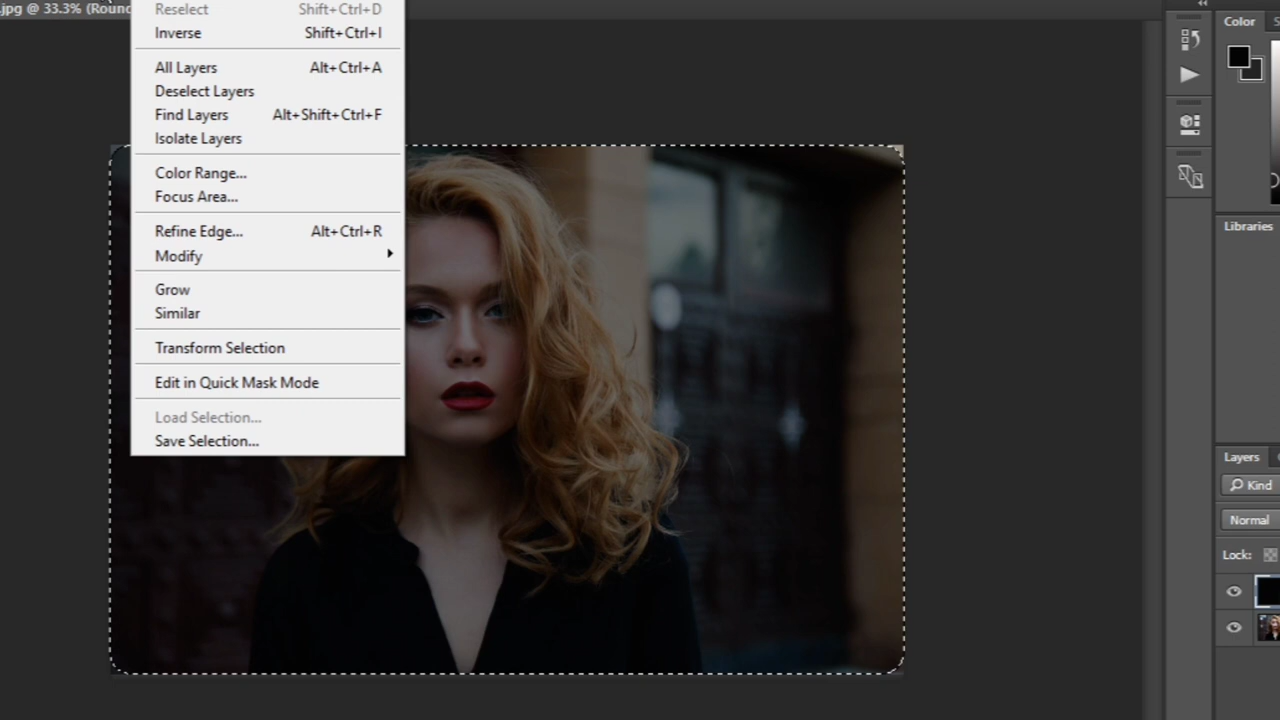 .jpg @ 33.3% (Round
Reselect Shift+Ctrl+D
Inverse Shift+Ctrl+I
All Layers Alt+Ctrl+A
Deselect Layers
Find Layers Alt+Shift+Ctrl+F
Isolate Layers
Color Range...
Focus Area...
Refine Edge... Alt+Ctrl+R
Modify
Grow
Similar
Transform Selection
Edit in Quick Mask Mode
Load Selection...
Save Selection...
Color S
Libraries
Layers
Kind
Normal
Lock: